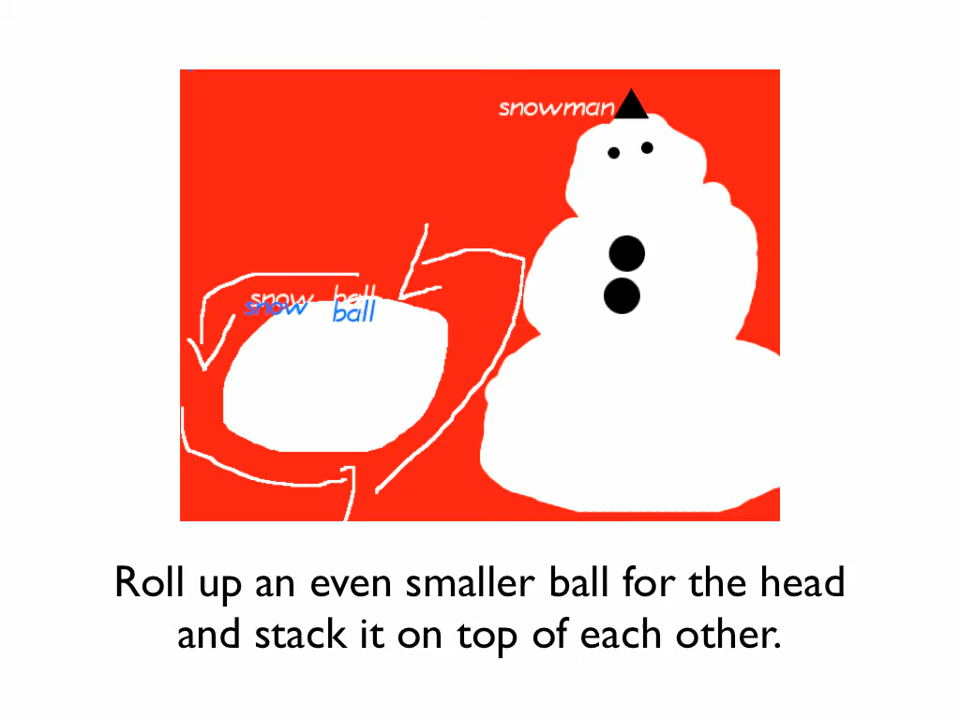 snowman
snow ball
snow ball
Roll up an even smaller ball for the head
and stack it on top of each other.